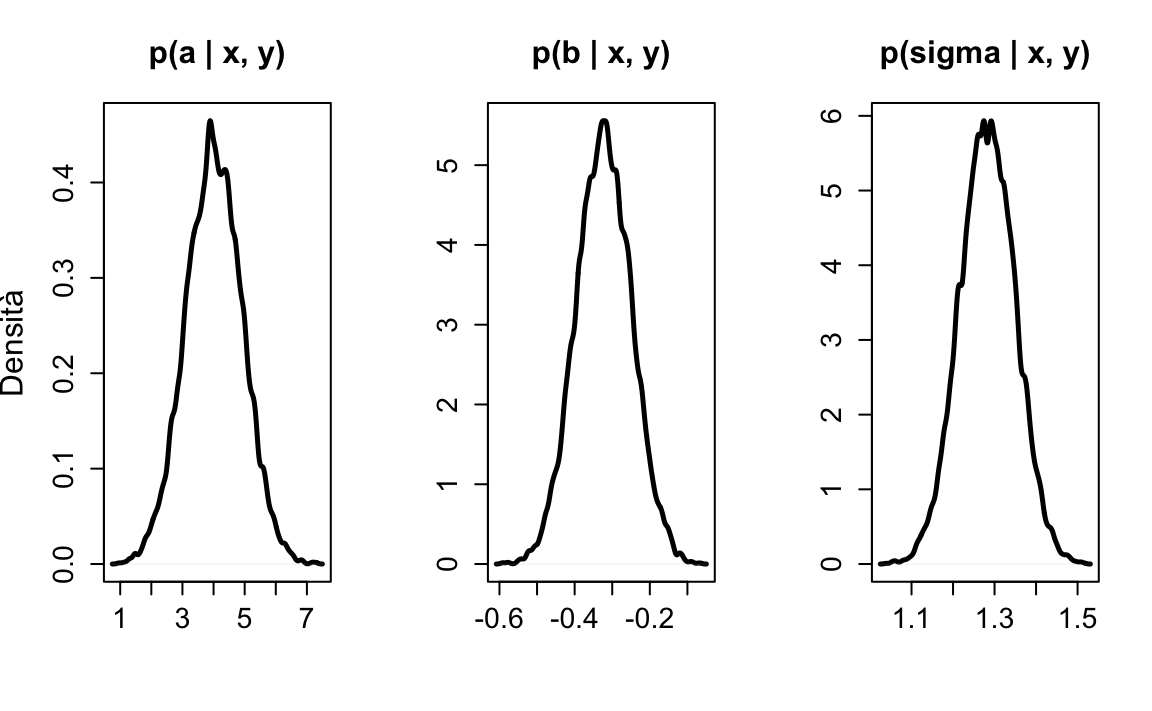 p(a | x, y)
p(b | x, y)
p(sigma | x, y)
Densità
0.0 0.1 0.2 0.3 0.4
1 3 5 7
0 1 2 3 4 5
-0.6 -0.4 -0.2
0 1 2 3 4 5 6
1.1 1.3 1.5